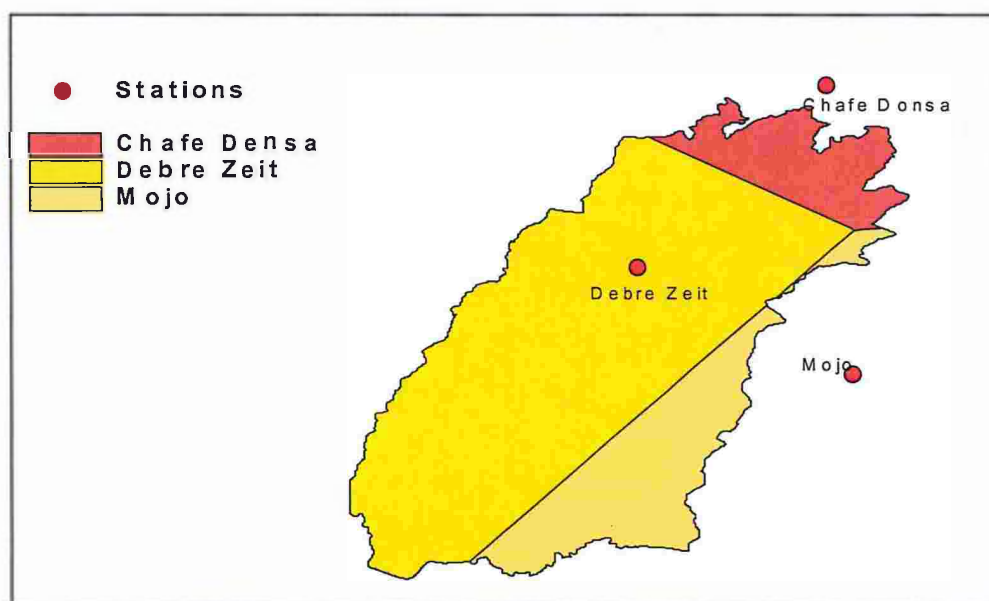 Stations
Chafe Densa
Debre Zeit
Mojo
Chafe Donsa
Debre Zeit
Mojo